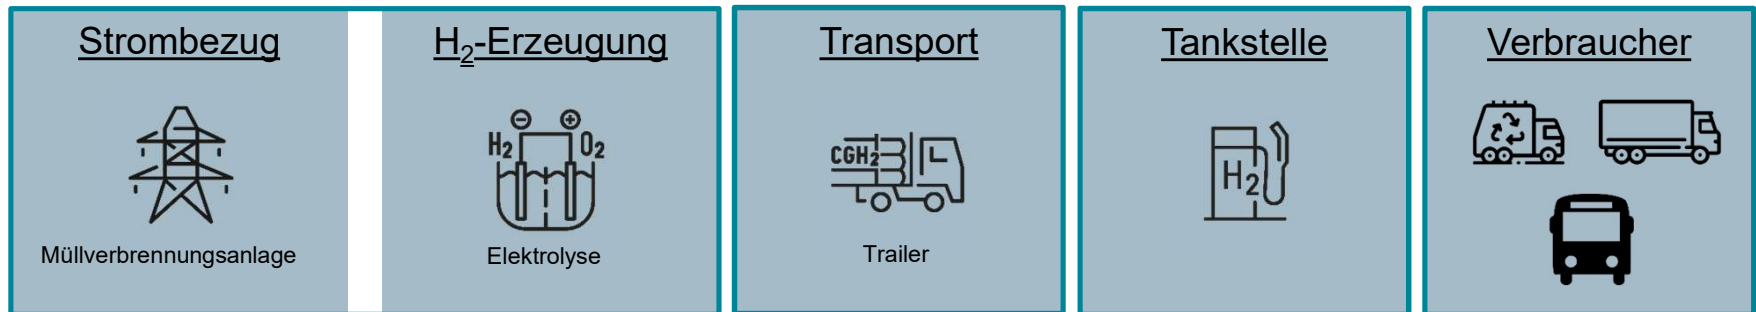 Strombezug
Müllverbrennungsanlage
H₂-Erzeugung
⊖ ⊕
H₂ O₂
Elektrolyse
Transport
CGH₂
Trailer
Tankstelle
H₂
Verbraucher